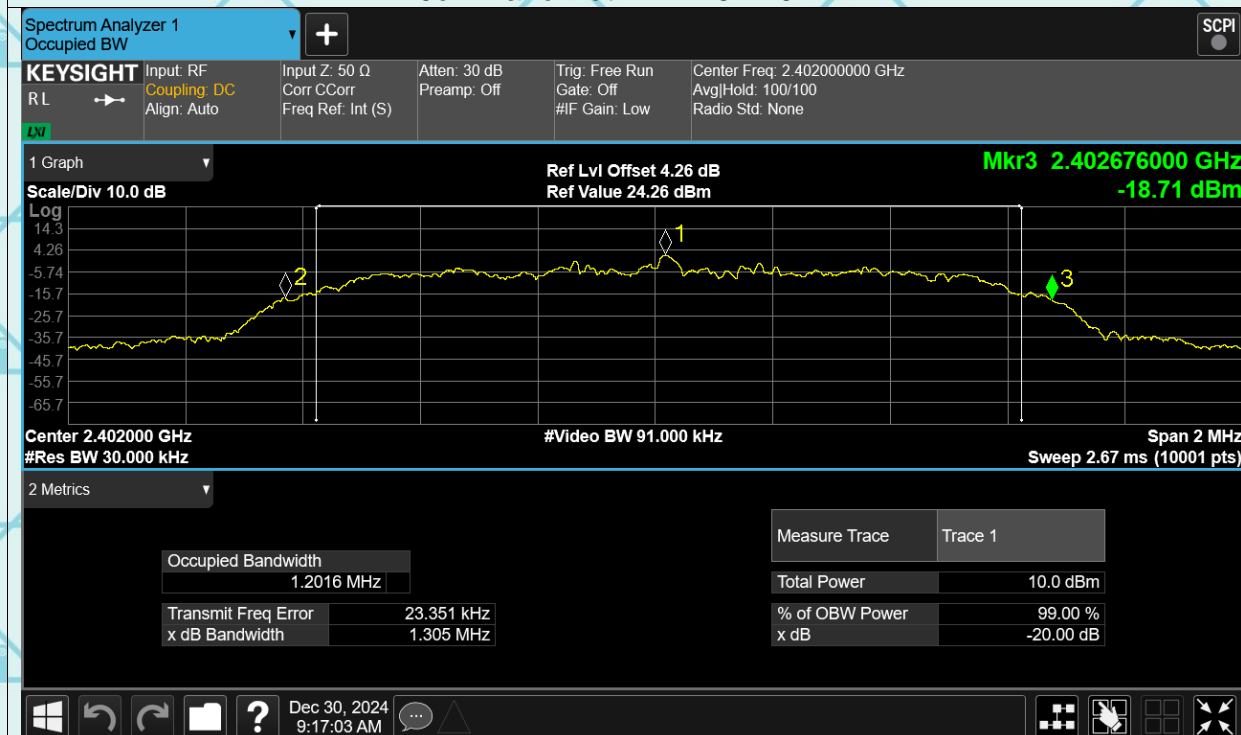 Spectrum Analyzer 1
Occupied BW
SCPI
KEYSIGHT
R L
LXI
Input: RF
Coupling: DC
Align: Auto
Input Z: 50 Ω
Corr CCorr
Freq Ref: Int (S)
Atten: 30 dB
Preamp: Off
Trig: Free Run
Gate: Off
#IF Gain: Low
Center Freq: 2.402000000 GHz
Avg|Hold: 100/100
Radio Std: None
1 Graph
Scale/Div 10.0 dB
Ref Lvl Offset 4.26 dB
Ref Value 24.26 dBm
Mkr3 2.402676000 GHz
-18.71 dBm
Log
14.3
4.26
-5.74
-15.7
-25.7
-35.7
-45.7
-55.7
-65.7
1
2
3
Center 2.402000 GHz
#Res BW 30.000 kHz
#Video BW 91.000 kHz
Span 2 MHz
Sweep 2.67 ms (10001 pts)
2 Metrics
Occupied Bandwidth
1.2016 MHz
Transmit Freq Error 23.351 kHz
x dB Bandwidth 1.305 MHz
Measure Trace Trace 1
Total Power 10.0 dBm
% of OBW Power 99.00 %
x dB -20.00 dB
?
Dec 30, 2024
9:17:03 AM